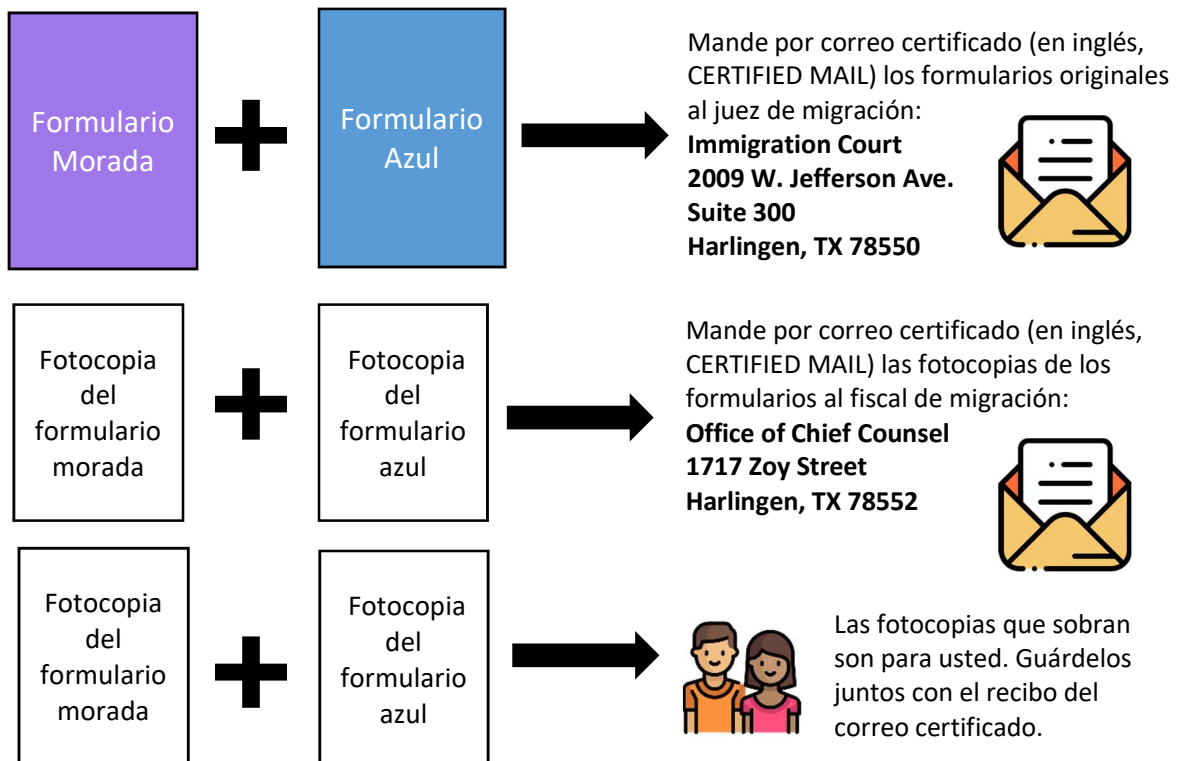 Formulario
Morada
Formulario
Azul
Mande por correo certificado (en inglés,
CERTIFIED MAIL) los formularios originales
al juez de migración:
Immigration Court
2009 W. Jefferson Ave.
Suite 300
Harlingen, TX 78550
Fotocopia
del
formulario
morada
Fotocopia
del
formulario
azul
Mande por correo certificado (en inglés,
CERTIFIED MAIL) las fotocopias de los
formularios al fiscal de migración:
Office of Chief Counsel
1717 Zoy Street
Harlingen, TX 78552
Fotocopia
del
formulario
morada
Fotocopia
del
formulario
azul
Las fotocopias que sobran
son para usted. Guárdelos
juntos con el recibo del
correo certificado.